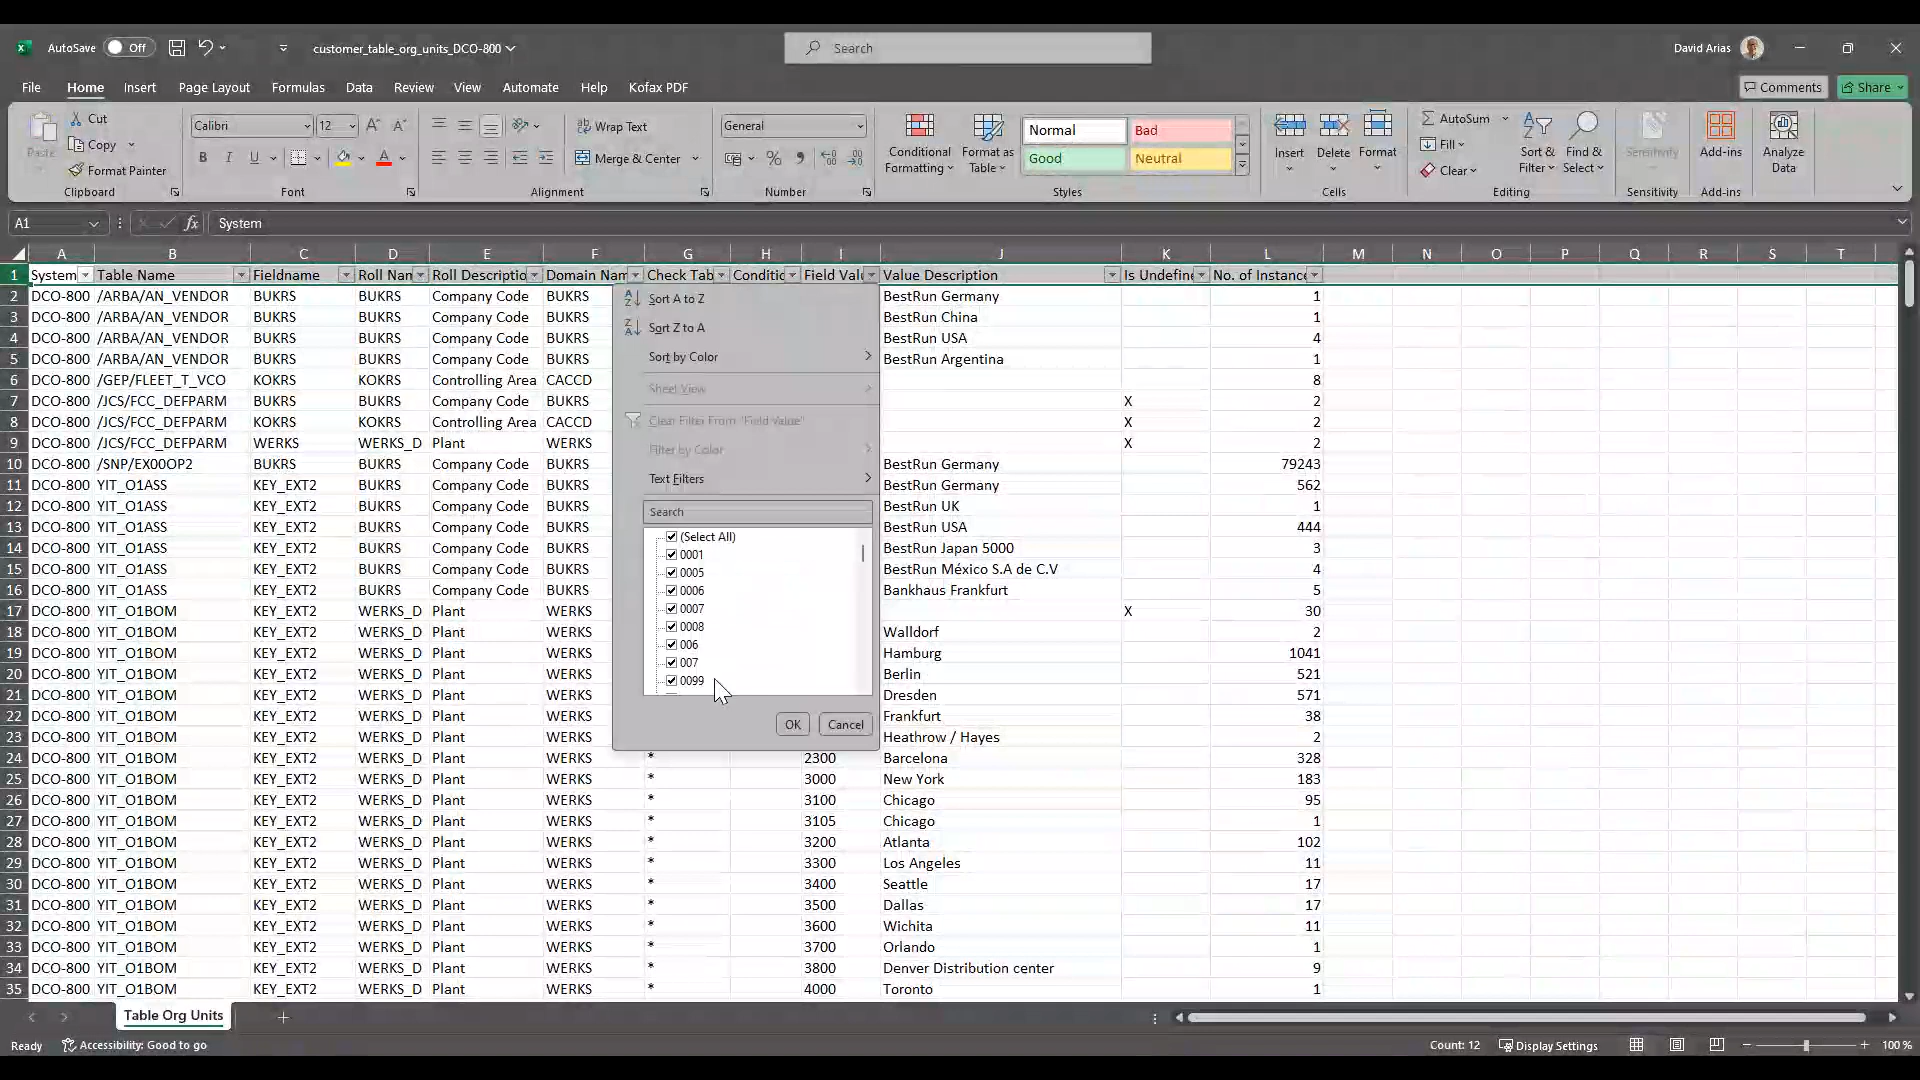 AutoSave Off customer_table_org_units_DCO-800 Search David Arias
File Home Insert Page Layout Formulas Data Review View Automate Help Kofax PDF Comments Share
Paste Cut Copy Format Painter Clipboard
Calibri 12 B I U A Font
Wrap Text Merge & Center Alignment
General % Number
Conditional Formatting Format as Table Normal Bad Good Neutral Styles
Insert Delete Format Cells
AutoSum Fill Clear Sort & Filter Find & Select Editing
Sensitivity Sensitivity
Add-ins Add-ins
Analyze Data
A1 fx System
A B C D E F G H I J K L M N O P Q R S T
1 System Table Name Fieldname Roll Nan Roll Descriptio Domain Nam Check Tab Conditic Field Valu Value Description Is Undefine No. of Instance
2 DCO-800 /ARBA/AN_VENDOR BUKRS BUKRS Company Code BUKRS BestRun Germany 1
3 DCO-800 /ARBA/AN_VENDOR BUKRS BUKRS Company Code BUKRS BestRun China 1
4 DCO-800 /ARBA/AN_VENDOR BUKRS BUKRS Company Code BUKRS BestRun USA 4
5 DCO-800 /ARBA/AN_VENDOR BUKRS BUKRS Company Code BUKRS BestRun Argentina 1
6 DCO-800 /GEP/FLEET_T_VCO KOKRS KOKRS Controlling Area CACCD 8
7 DCO-800 /JCS/FCC_DEFPARM BUKRS BUKRS Company Code BUKRS X 2
8 DCO-800 /JCS/FCC_DEFPARM KOKRS KOKRS Controlling Area CACCD X 2
9 DCO-800 /JCS/FCC_DEFPARM WERKS WERKS_D Plant WERKS X 2
10 DCO-800 /SNP/EX00OP2 BUKRS BUKRS Company Code BUKRS BestRun Germany 79243
11 DCO-800 YIT_O1ASS KEY_EXT2 BUKRS Company Code BUKRS BestRun Germany 562
12 DCO-800 YIT_O1ASS KEY_EXT2 BUKRS Company Code BUKRS BestRun UK 1
13 DCO-800 YIT_O1ASS KEY_EXT2 BUKRS Company Code BUKRS BestRun USA 444
14 DCO-800 YIT_O1ASS KEY_EXT2 BUKRS Company Code BUKRS BestRun Japan 5000 3
15 DCO-800 YIT_O1ASS KEY_EXT2 BUKRS Company Code BUKRS BestRun México S.A de C.V 4
16 DCO-800 YIT_O1ASS KEY_EXT2 BUKRS Company Code BUKRS Bankhaus Frankfurt 5
17 DCO-800 YIT_O1BOM KEY_EXT2 WERKS_D Plant WERKS X 30
18 DCO-800 YIT_O1BOM KEY_EXT2 WERKS_D Plant WERKS Walldorf 2
19 DCO-800 YIT_O1BOM KEY_EXT2 WERKS_D Plant WERKS Hamburg 1041
20 DCO-800 YIT_O1BOM KEY_EXT2 WERKS_D Plant WERKS Berlin 521
21 DCO-800 YIT_O1BOM KEY_EXT2 WERKS_D Plant WERKS Dresden 571
22 DCO-800 YIT_O1BOM KEY_EXT2 WERKS_D Plant WERKS Frankfurt 38
23 DCO-800 YIT_O1BOM KEY_EXT2 WERKS_D Plant WERKS Heathrow / Hayes 2
24 DCO-800 YIT_O1BOM KEY_EXT2 WERKS_D Plant WERKS * 2300 Barcelona 328
25 DCO-800 YIT_O1BOM KEY_EXT2 WERKS_D Plant WERKS * 3000 New York 183
26 DCO-800 YIT_O1BOM KEY_EXT2 WERKS_D Plant WERKS * 3100 Chicago 95
27 DCO-800 YIT_O1BOM KEY_EXT2 WERKS_D Plant WERKS * 3105 Chicago 1
28 DCO-800 YIT_O1BOM KEY_EXT2 WERKS_D Plant WERKS * 3200 Atlanta 102
29 DCO-800 YIT_O1BOM KEY_EXT2 WERKS_D Plant WERKS * 3300 Los Angeles 11
30 DCO-800 YIT_O1BOM KEY_EXT2 WERKS_D Plant WERKS * 3400 Seattle 17
31 DCO-800 YIT_O1BOM KEY_EXT2 WERKS_D Plant WERKS * 3500 Dallas 17
32 DCO-800 YIT_O1BOM KEY_EXT2 WERKS_D Plant WERKS * 3600 Wichita 11
33 DCO-800 YIT_O1BOM KEY_EXT2 WERKS_D Plant WERKS * 3700 Orlando 1
34 DCO-800 YIT_O1BOM KEY_EXT2 WERKS_D Plant WERKS * 3800 Denver Distribution center 9
35 DCO-800 YIT_O1BOM KEY_EXT2 WERKS_D Plant WERKS * 4000 Toronto 1
Sort A to Z
Sort Z to A
Sort by Color
Sheet View
Clear Filter From "Field Value"
Filter by Color
Text Filters
Search
(Select All)
0001
0005
0006
0007
0008
006
007
0099
OK Cancel
Table Org Units
Ready Accessibility: Good to go Count: 12 Display Settings 100 %